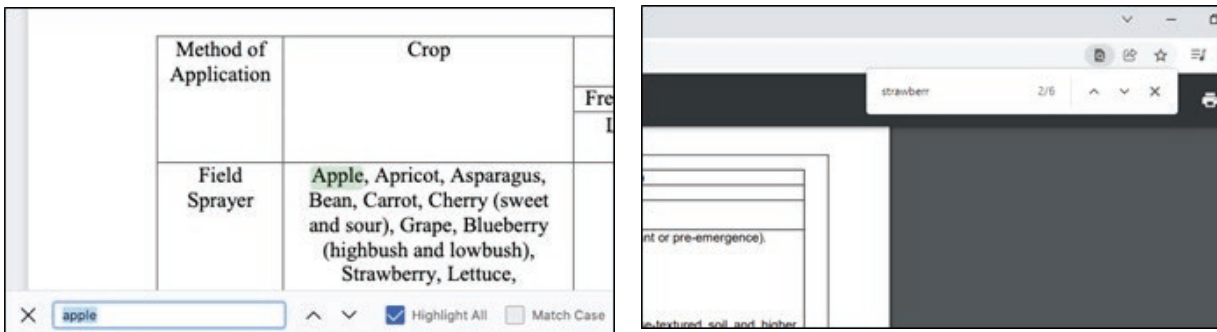 Method of
Application
Crop
Fre
Field
Sprayer
Apple, Apricot, Asparagus,
Bean, Carrot, Cherry (sweet
and sour), Grape, Blueberry
(highbush and lowbush),
Strawberry, Lettuce,
apple
Highlight All
Match Case
strawberr
2/6
nt or pre-emergence).
e-textured soil and higher